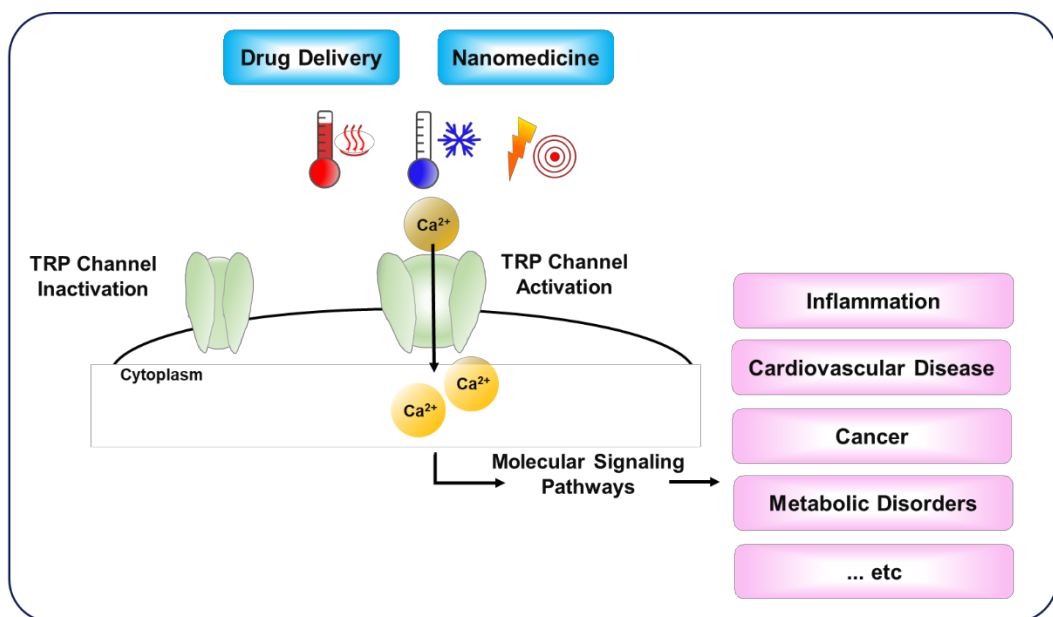 Drug Delivery
Nanomedicine
Ca²⁺
TRP Channel
Inactivation
TRP Channel
Activation
Cytoplasm
Ca²⁺
Ca²⁺
Molecular Signaling
Pathways
Inflammation
Cardiovascular Disease
Cancer
Metabolic Disorders
... etc